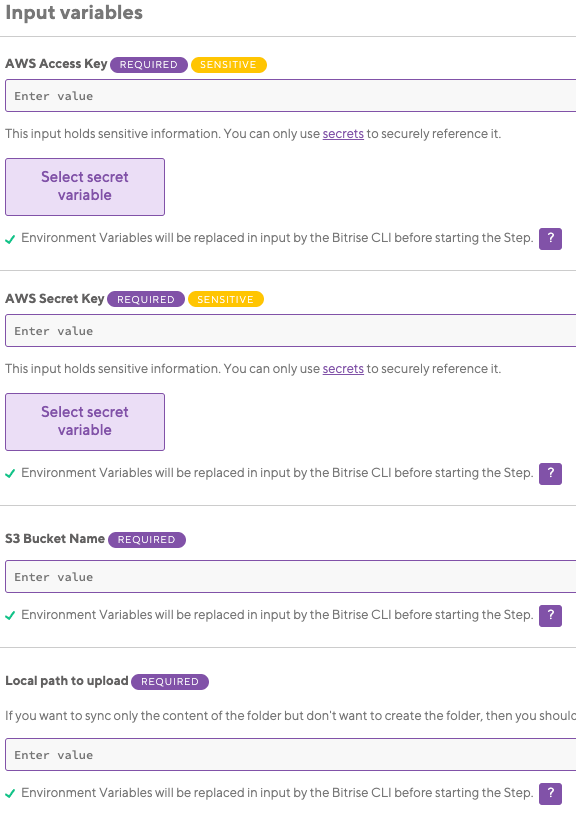 Input variables
AWS Access Key REQUIRED SENSITIVE
Enter value
This input holds sensitive information. You can only use secrets to securely reference it.
Select secret
variable
Environment Variables will be replaced in input by the Bitrise CLI before starting the Step. ?
AWS Secret Key REQUIRED SENSITIVE
Enter value
This input holds sensitive information. You can only use secrets to securely reference it.
Select secret
variable
Environment Variables will be replaced in input by the Bitrise CLI before starting the Step. ?
S3 Bucket Name REQUIRED
Enter value
Environment Variables will be replaced in input by the Bitrise CLI before starting the Step. ?
Local path to upload REQUIRED
If you want to sync only the content of the folder but don't want to create the folder, then you should
Enter value
Environment Variables will be replaced in input by the Bitrise CLI before starting the Step. ?